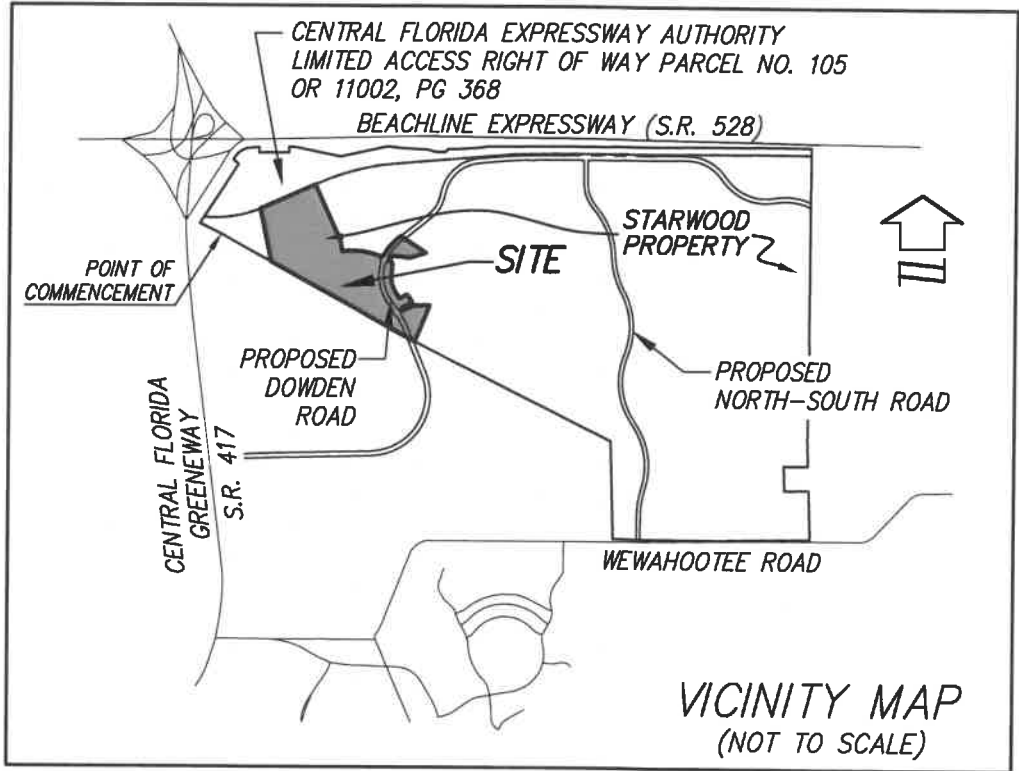 CENTRAL FLORIDA EXPRESSWAY AUTHORITY
LIMITED ACCESS RIGHT OF WAY PARCEL NO. 105
OR 11002, PG 368
BEACHLINE EXPRESSWAY (S.R. 528)
STARWOOD
PROPERTY
SITE
POINT OF
COMMENCEMENT
PROPOSED
DOWDEN
ROAD
PROPOSED
NORTH-SOUTH ROAD
CENTRAL FLORIDA
GREENEWAY
S.R. 417
WEWAHOOTEE ROAD
VICINITY MAP
(NOT TO SCALE)